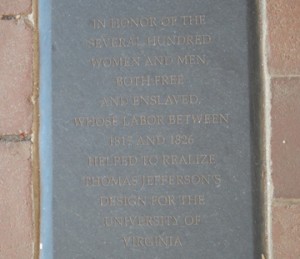 IN HONOR OF THE
SEVERAL HUNDRED
WOMEN AND MEN,
BOTH FREE
AND ENSLAVED,
WHOSE LABOR BETWEEN
1817 AND 1826
HELPED TO REALIZE
THOMAS JEFFERSON'S
DESIGN FOR THE
UNIVERSITY OF
VIRGINIA